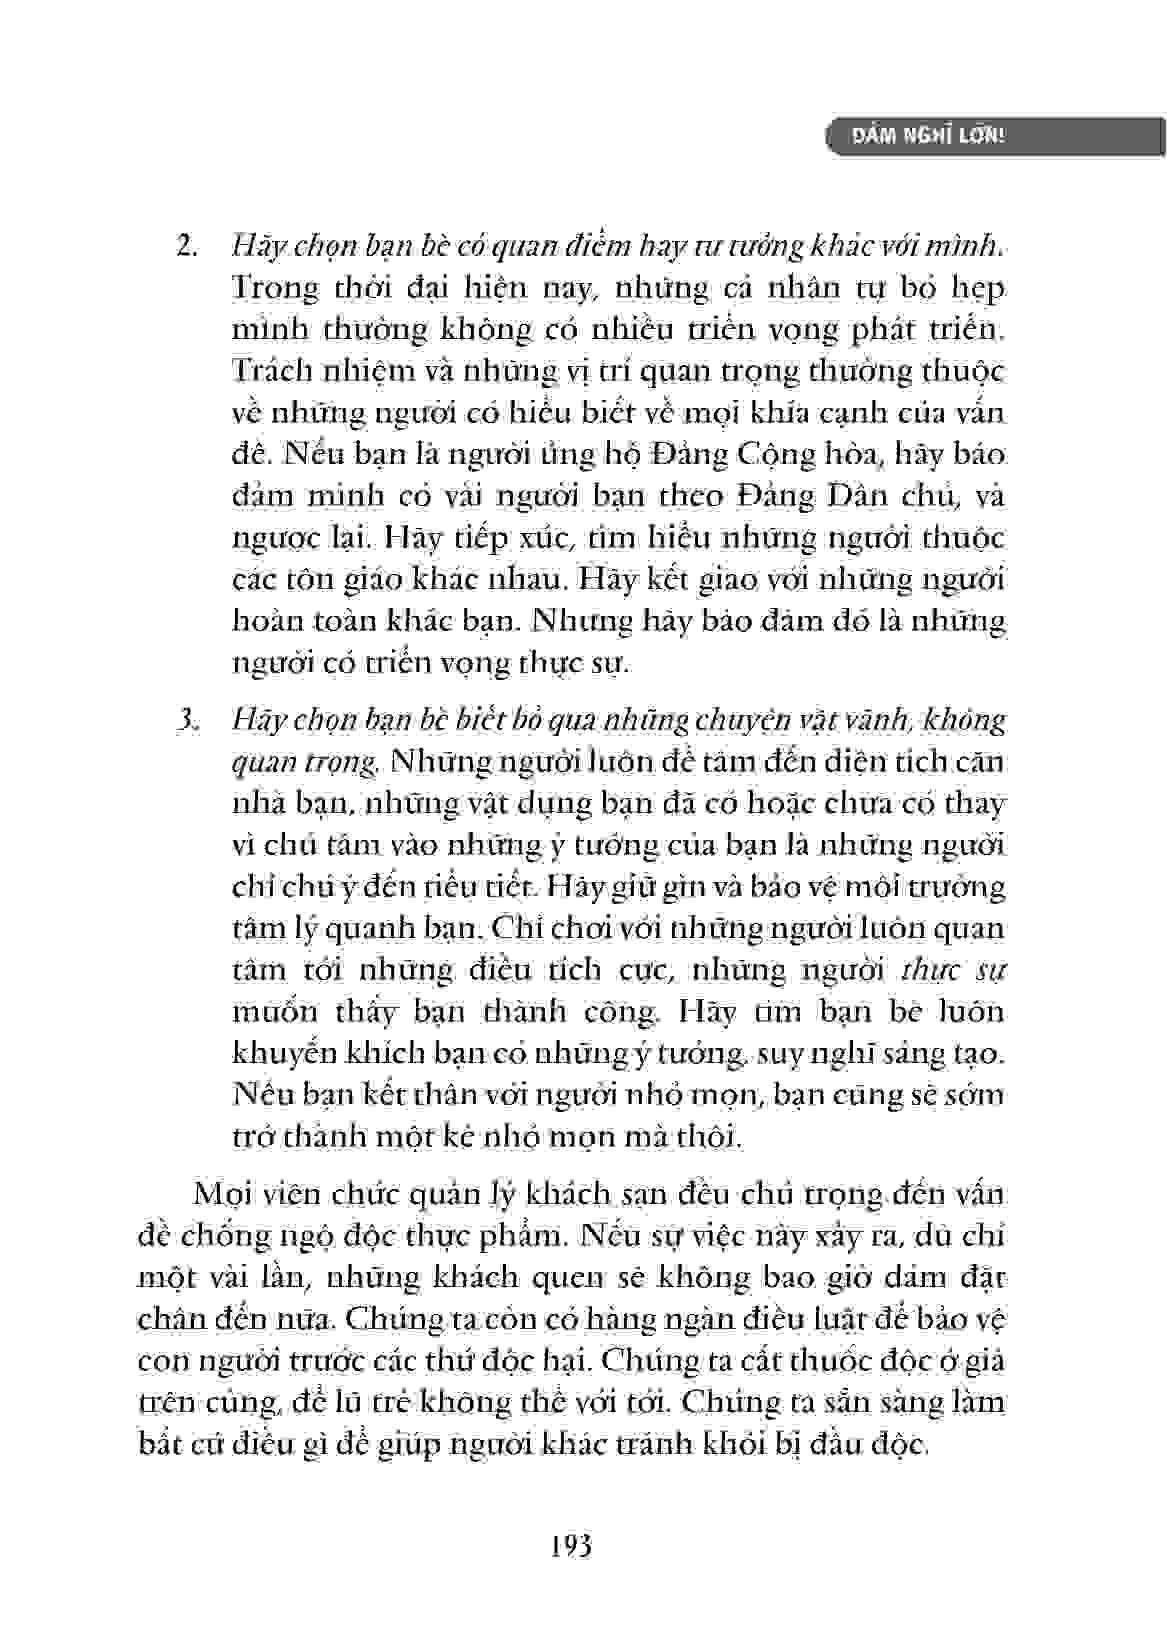 DÁM NGHĨ LỚN!
2. Hãy chọn bạn bè có quan điểm hay tư tưởng khác với mình.
Trong thời đại hiện nay, những cá nhân tự bó hẹp
mình thường không có nhiều triển vọng phát triển.
Trách nhiệm và những vị trí quan trọng thường thuộc
về những người có hiểu biết về mọi khía cạnh của vấn
đề. Nếu bạn là người ủng hộ Đảng Cộng hòa, hãy bảo
đảm mình có vài người bạn theo Đảng Dân chủ, và
ngược lại. Hãy tiếp xúc, tìm hiểu những người thuộc
các tôn giáo khác nhau. Hãy kết giao với những người
hoàn toàn khác bạn. Nhưng hãy bảo đảm đó là những
người có triển vọng thực sự.
3. Hãy chọn bạn bè biết bỏ qua những chuyện vặt vãnh, không
quan trọng. Những người luôn để tâm đến diện tích căn
nhà bạn, những vật dụng bạn đã có hoặc chưa có thay
vì chú tâm vào những ý tưởng của bạn là những người
chỉ chú ý đến tiểu tiết. Hãy giữ gìn và bảo vệ môi trường
tâm lý quanh bạn. Chỉ chơi với những người luôn quan
tâm tới những điều tích cực, những người thực sự
muốn thấy bạn thành công. Hãy tìm bạn bè luôn
khuyến khích bạn có những ý tưởng, suy nghĩ sáng tạo.
Nếu bạn kết thân với người nhỏ mọn, bạn cũng sẽ sớm
trở thành một kẻ nhỏ mọn mà thôi.
Mọi viên chức quản lý khách sạn đều chú trọng đến vấn
đề chống ngộ độc thực phẩm. Nếu sự việc này xảy ra, dù chỉ
một vài lần, những khách quen sẽ không bao giờ dám đặt
chân đến nữa. Chúng ta còn có hàng ngàn điều luật để bảo vệ
con người trước các thứ độc hại. Chúng ta cất thuốc độc ở giá
trên cùng, để lũ trẻ không thể với tới. Chúng ta sẵn sàng làm
bất cứ điều gì để giúp người khác tránh khỏi bị đầu độc.
193